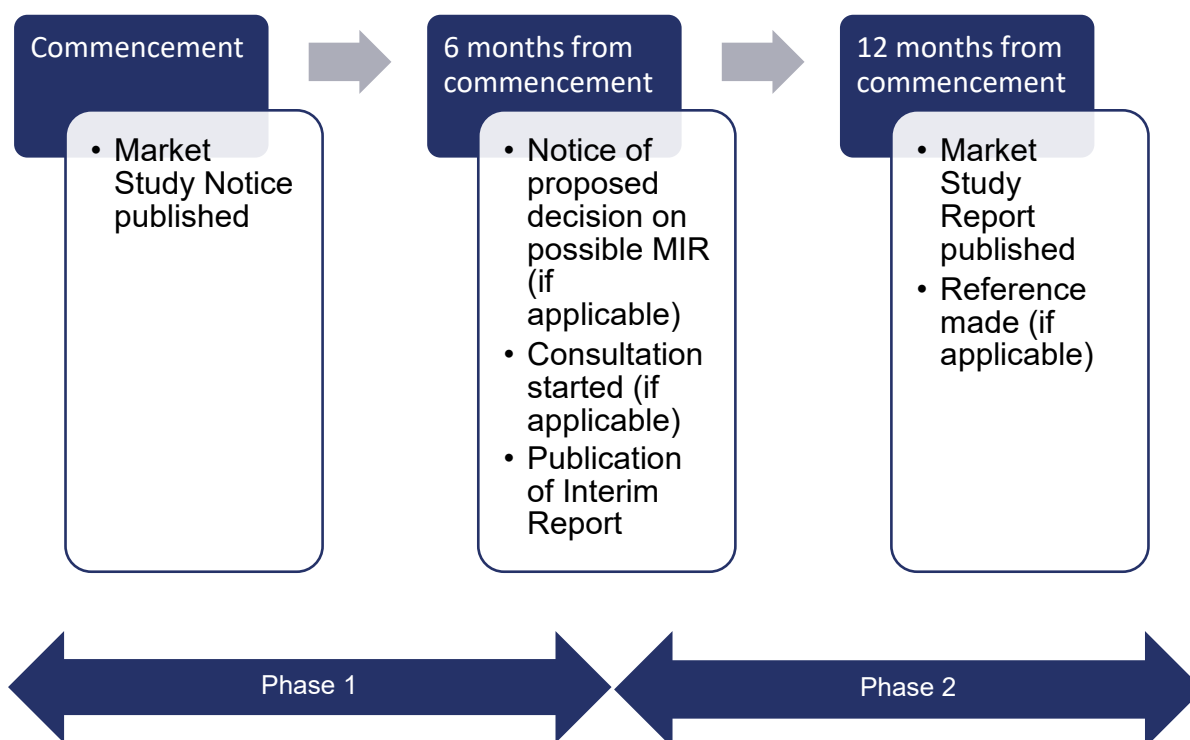 Commencement
• Market
Study Notice
published
6 months from
commencement
• Notice of
proposed
decision on
possible MIR
(if
applicable)
• Consultation
started (if
applicable)
• Publication
of Interim
Report
12 months from
commencement
• Market
Study
Report
published
• Reference
made (if
applicable)
Phase 1
Phase 2